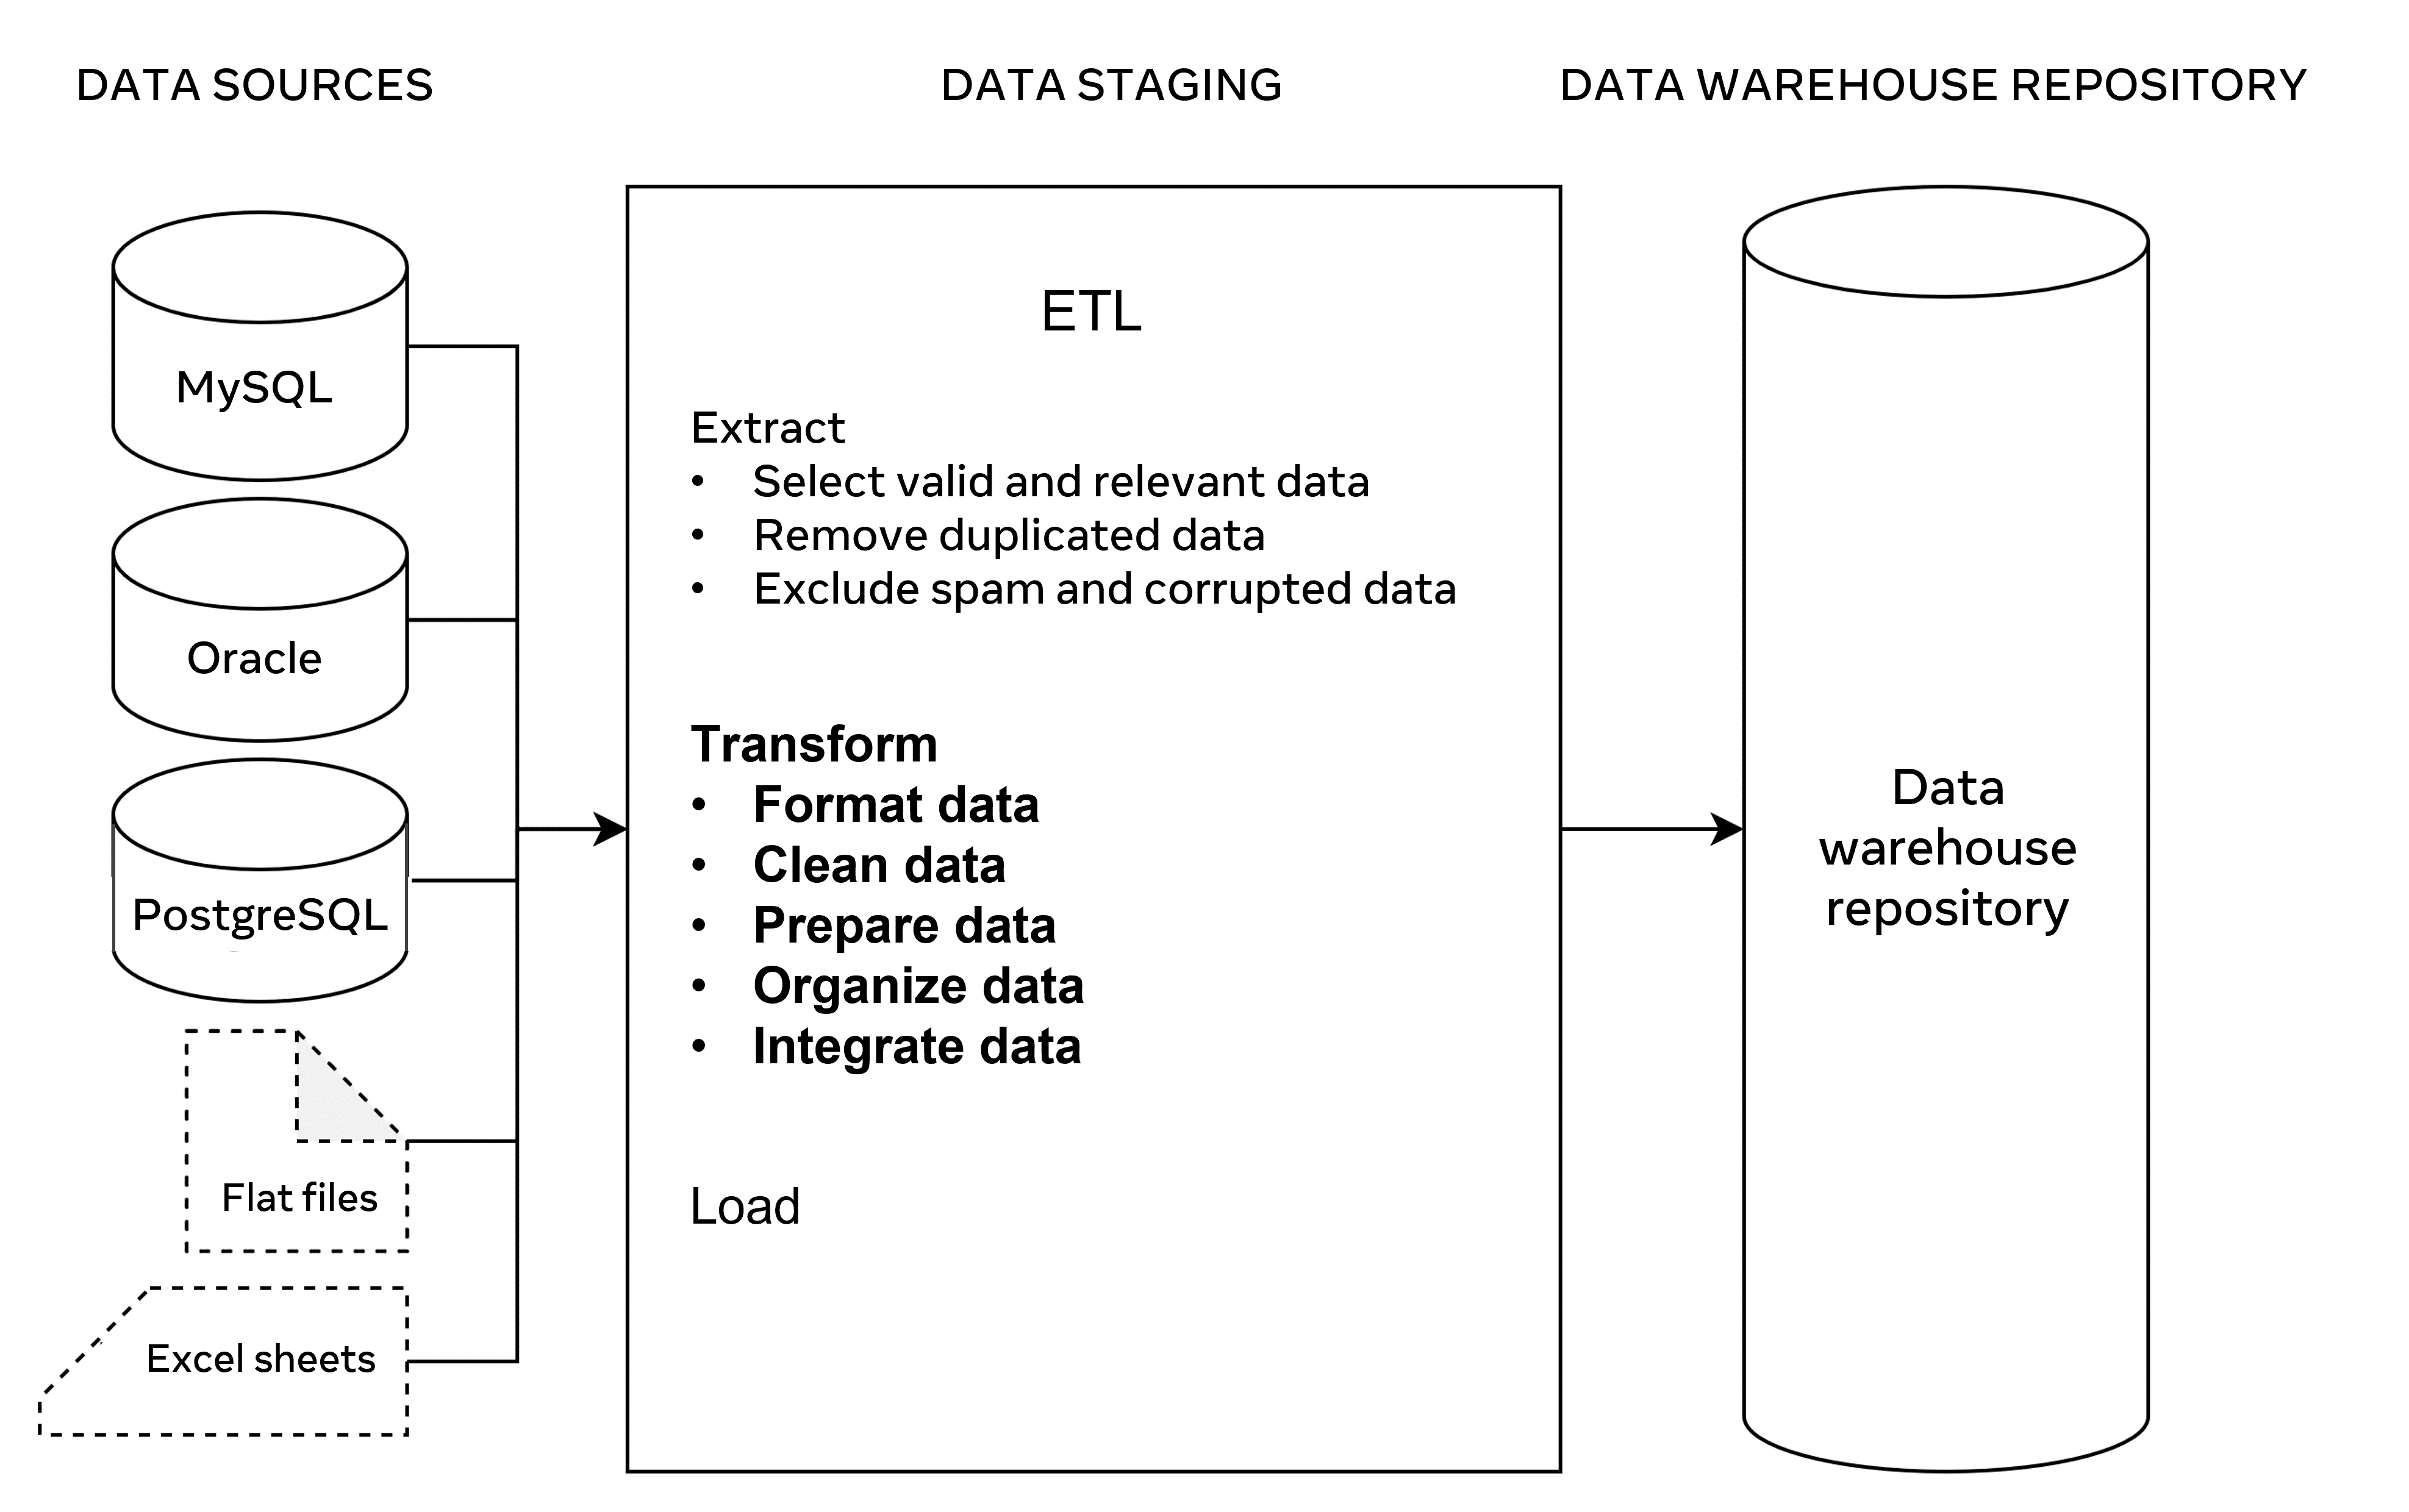 DATA SOURCES
DATA STAGING
DATA WAREHOUSE REPOSITORY
MySQL
Oracle
PostgreSQL
Flat files
Excel sheets
ETL
Extract
• Select valid and relevant data
• Remove duplicated data
• Exclude spam and corrupted data
Transform
• Format data
• Clean data
• Prepare data
• Organize data
• Integrate data
Load
Data
warehouse
repository